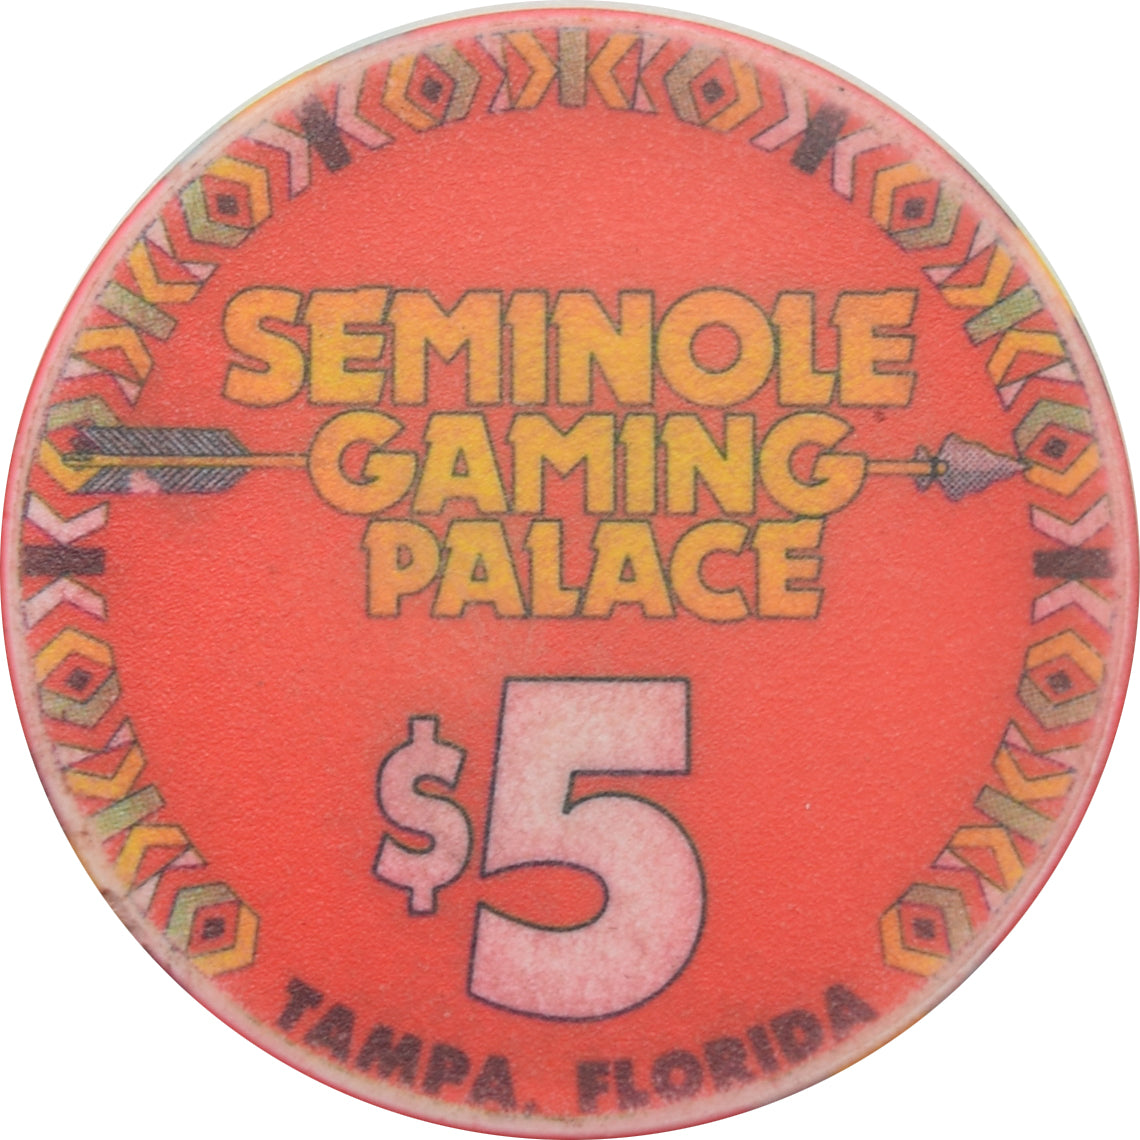 SEMINOLE
GAMING
PALACE
$5
TAMPA, FLORIDA